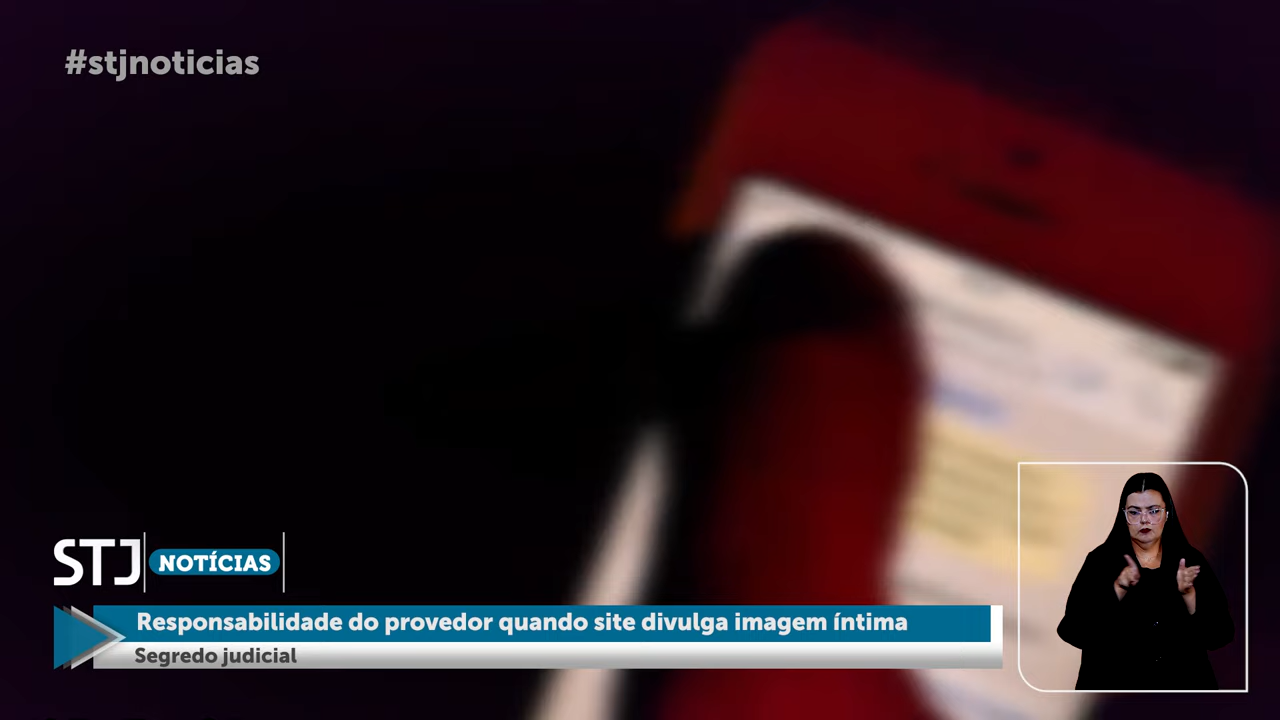 #stjnoticias
STJ NOTÍCIAS
Responsabilidade do provedor quando site divulga imagem íntima
Segredo judicial